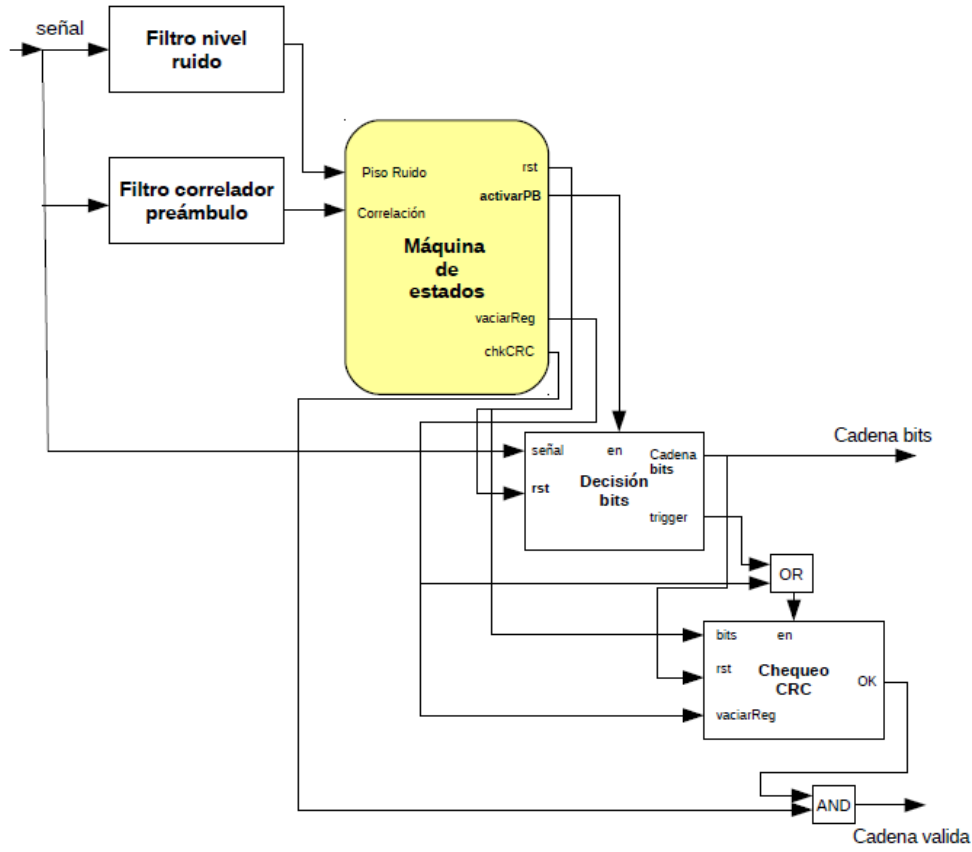 señal
Filtro nivel
ruido
Filtro correlador
preámbulo
Piso Ruido
Correlación
rst
activarPB
Máquina
de
estados
vaciarReg
chkCRC
señal
en
Cadena
bits
rst
Decisión
bits
trigger
Cadena bits
OR
bits
en
rst
Chequeo
CRC
OK
vaciarReg
AND
Cadena valida